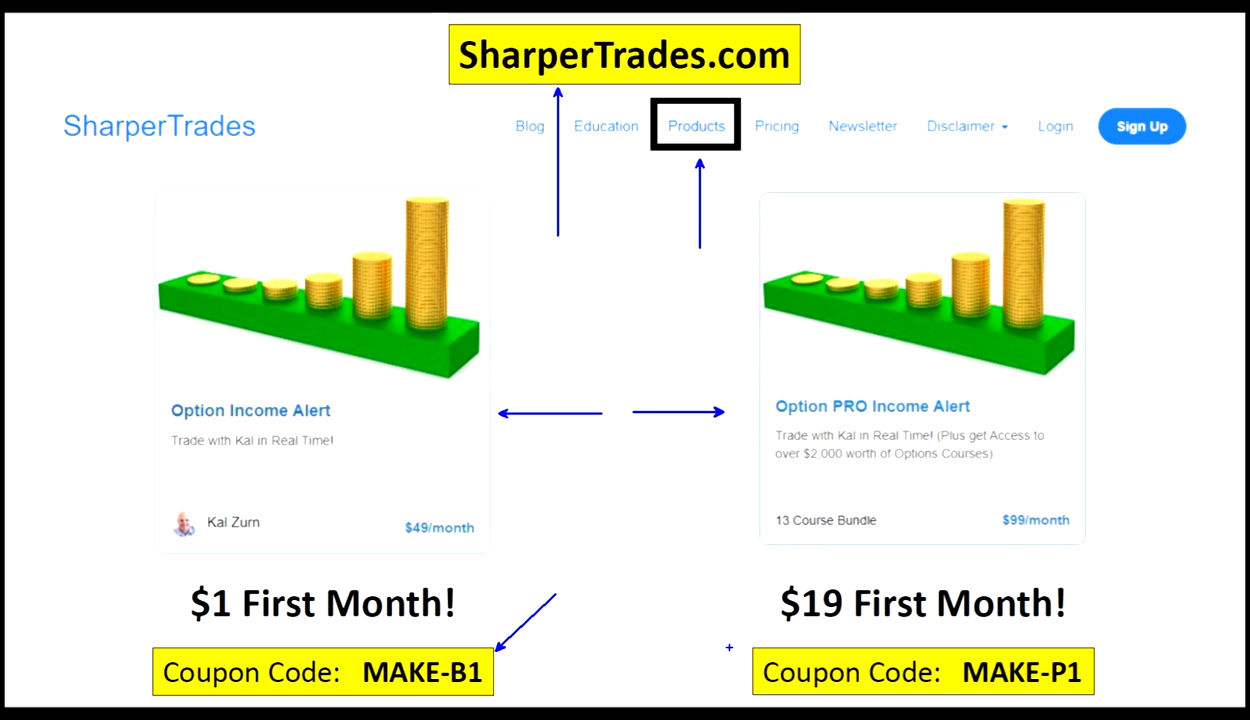 SharperTrades.com
SharperTrades
Blog
Education
Products
Pricing
Newsletter
Disclaimer
Login
Sign Up
Option Income Alert
Trade with Kal in Real Time!
Kal Zurn
$49/month
$1 First Month!
Coupon Code: MAKE-B1
Option PRO Income Alert
Trade with Kal in Real Time! (Plus get Access to
over $2 000 worth of Options Courses)
13 Course Bundle
$99/month
$19 First Month!
Coupon Code: MAKE-P1